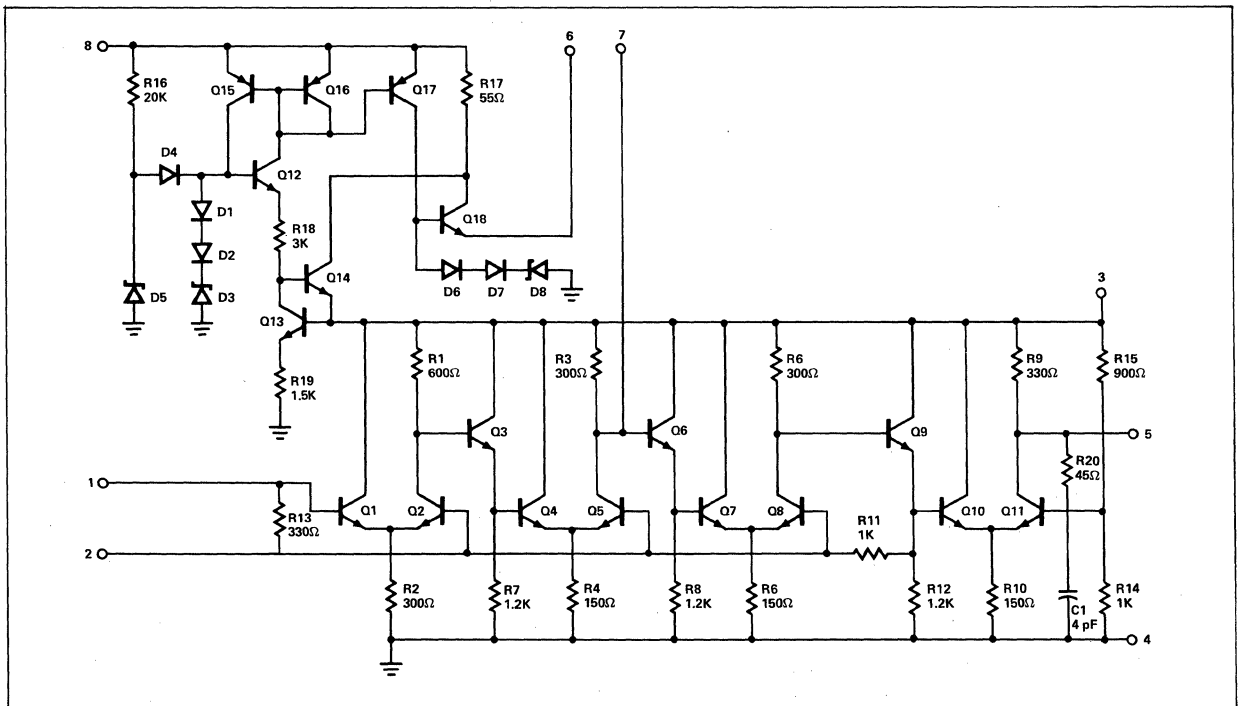 8
6
7
R16
20K
Q15
Q16
Q17
R17
55Ω
D4
Q12
D1
R18
3K
Q18
D2
Q14
D6
D7
D8
D5
D3
3
Q13
R1
600Ω
R3
300Ω
R6
300Ω
R9
330Ω
R15
900Ω
R19
1.5K
Q3
Q6
Q9
5
R20
45Ω
1
R13
330Ω
Q1
Q2
Q4
Q5
Q7
Q8
R11
1K
Q10
Q11
2
R2
300Ω
R7
1.2K
R4
150Ω
R8
1.2K
R6
150Ω
R12
1.2K
R10
150Ω
C1
4 pF
R14
1K
4